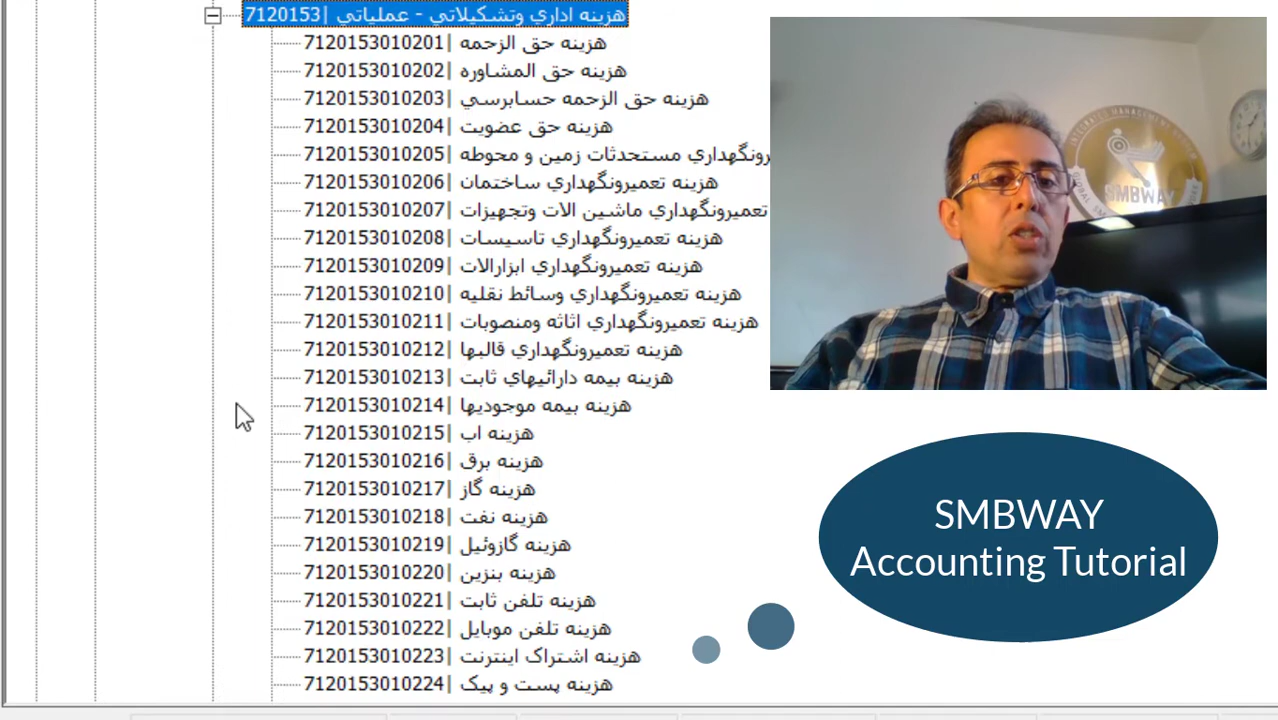 7120153| هزينه اداري وتشكيلاتي - عملياتي
7120153010201| هزينه حق الزحمه
7120153010202| هزينه حق المشاوره
7120153010203| هزينه حق الزحمه حسابرسي
7120153010204| هزينه حق عضويت
7120153010205| رونگهداري مستحدثات زمين و محوطه
7120153010206| هزينه تعميرونگهداري ساختمان
7120153010207| تعميرونگهداري ماشين الات وتجهيزات
7120153010208| هزينه تعميرونگهداري تاسيسات
7120153010209| هزينه تعميرونگهداري ابزارالات
7120153010210| هزينه تعميرونگهداري وسائط نقليه
7120153010211| هزينه تعميرونگهداري اثاثه ومنصوبات
7120153010212| هزينه تعميرونگهداري قالبها
7120153010213| هزينه بيمه دارائيهاي ثابت
7120153010214| هزينه بيمه موجوديها
7120153010215| هزينه اب
7120153010216| هزينه برق
7120153010217| هزينه گاز
7120153010218| هزينه نفت
7120153010219| هزينه گازوئيل
7120153010220| هزينه بنزين
7120153010221| هزينه تلفن ثابت
7120153010222| هزينه تلفن موبايل
7120153010223| هزينه اشتراک اينترنت
7120153010224| هزينه پست و پيک
SMBWAY
SMBWAY
Accounting Tutorial